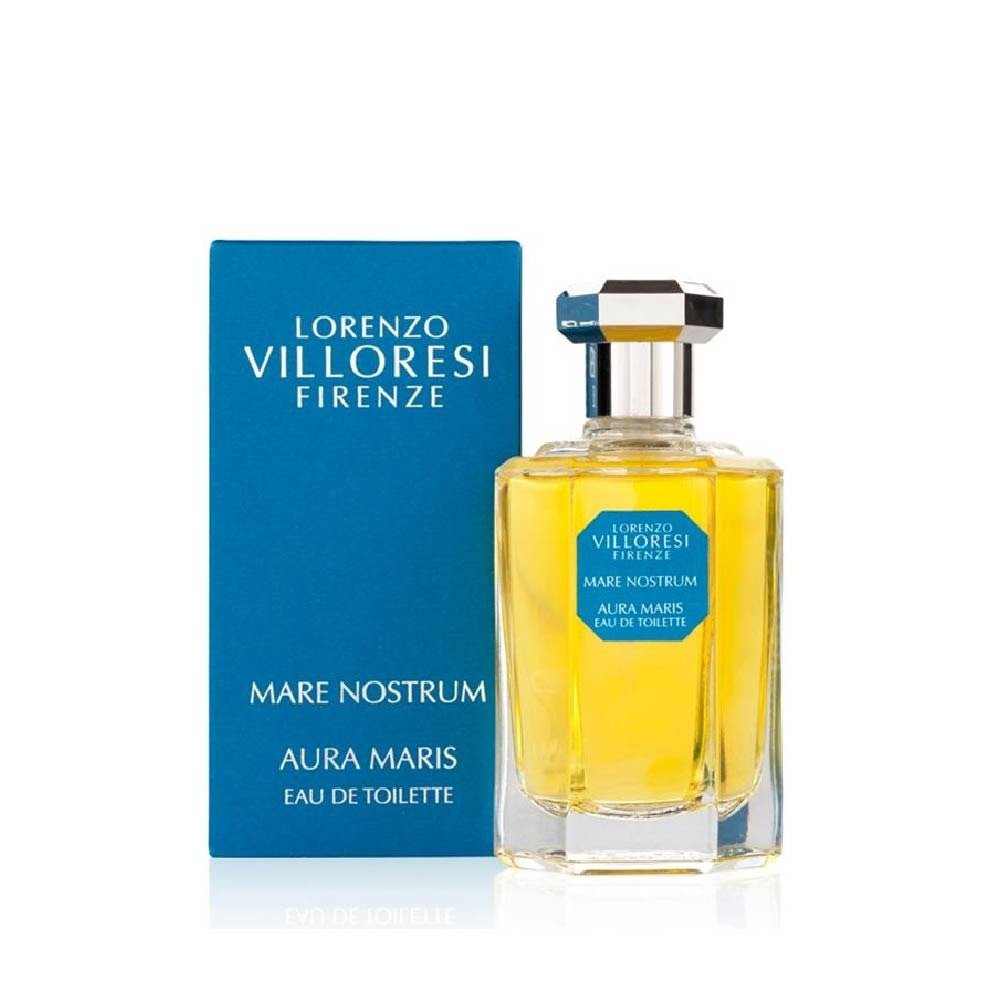 LORENZO
VILLORESI
FIRENZE
MARE NOSTRUM
AURA MARIS
EAU DE TOILETTE
LORENZO
VILLORESI
FIRENZE
MARE NOSTRUM
AURA MARIS
EAU DE TOILETTE